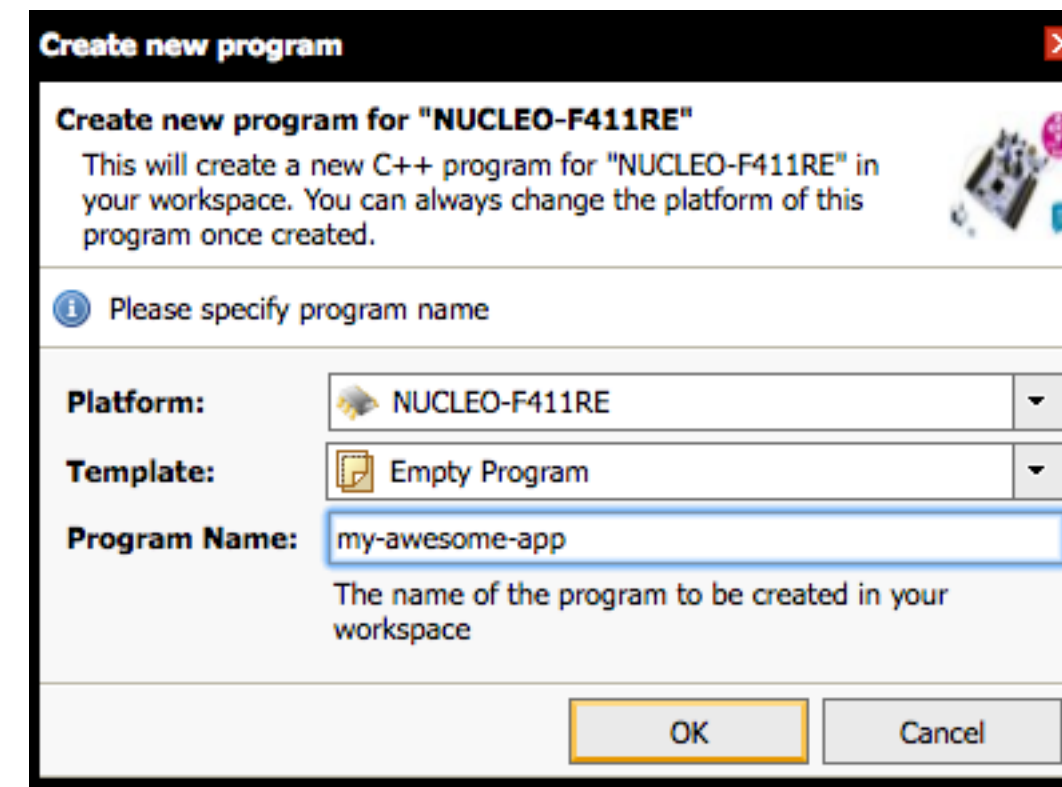 Create new program
Create new program for "NUCLEO-F411RE"
This will create a new C++ program for "NUCLEO-F411RE" in
your workspace. You can always change the platform of this
program once created.
Please specify program name
Platform: NUCLEO-F411RE
Template: Empty Program
Program Name: my-awesome-app
The name of the program to be created in your
workspace
OK Cancel